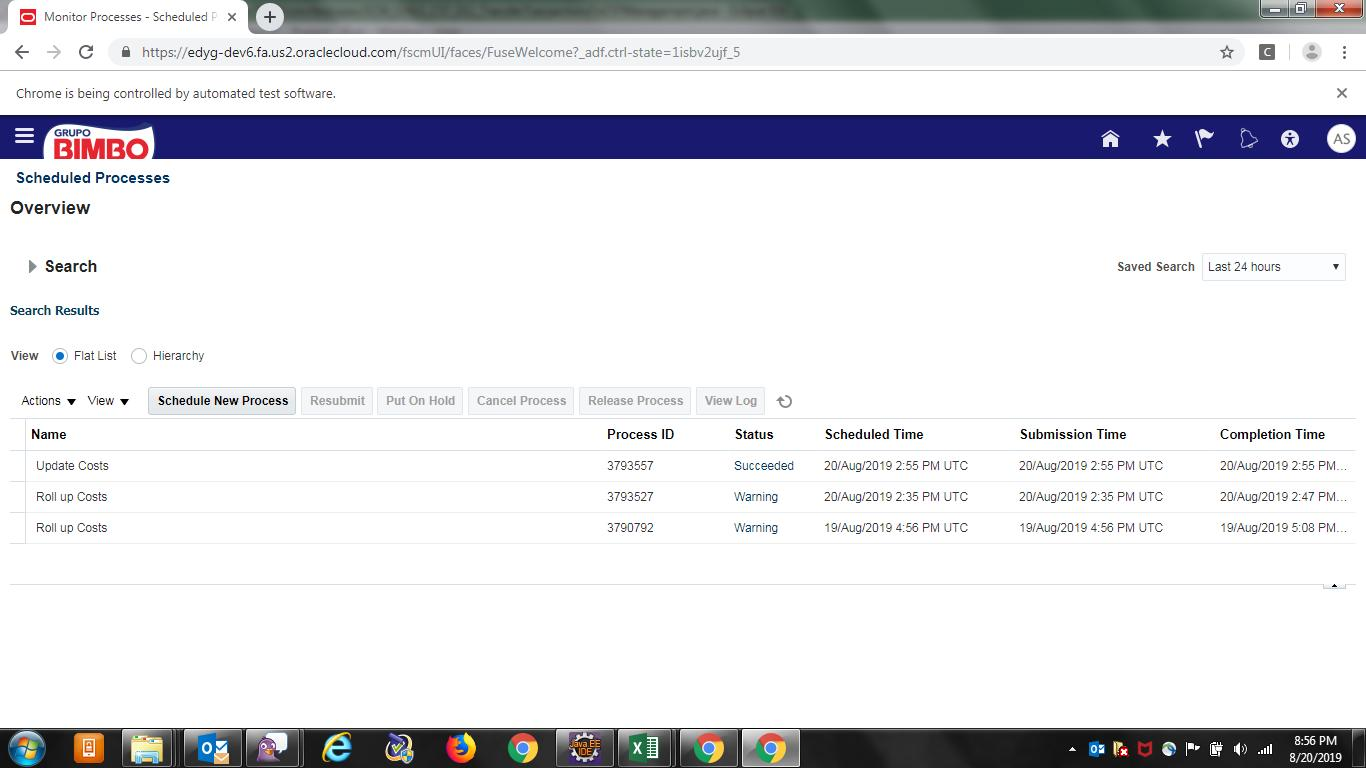 Monitor Processes - Scheduled P
https://edyg-dev6.fa.us2.oraclecloud.com/fscmUI/faces/FuseWelcome?_adf.ctrl-state=1isbv2ujf_5
C
Chrome is being controlled by automated test software.
GRUPO
BIMBO
AS
Scheduled Processes
Overview
Search
Saved Search Last 24 hours
Search Results
View Flat List Hierarchy
Actions View Schedule New Process Resubmit Put On Hold Cancel Process Release Process View Log
Name Process ID Status Scheduled Time Submission Time Completion Time
Update Costs 3793557 Succeeded 20/Aug/2019 2:55 PM UTC 20/Aug/2019 2:55 PM UTC 20/Aug/2019 2:55 PM...
Roll up Costs 3793527 Warning 20/Aug/2019 2:35 PM UTC 20/Aug/2019 2:35 PM UTC 20/Aug/2019 2:47 PM...
Roll up Costs 3790792 Warning 19/Aug/2019 4:56 PM UTC 19/Aug/2019 4:56 PM UTC 19/Aug/2019 5:08 PM...
Java EE
IDE
8:56 PM
8/20/2019